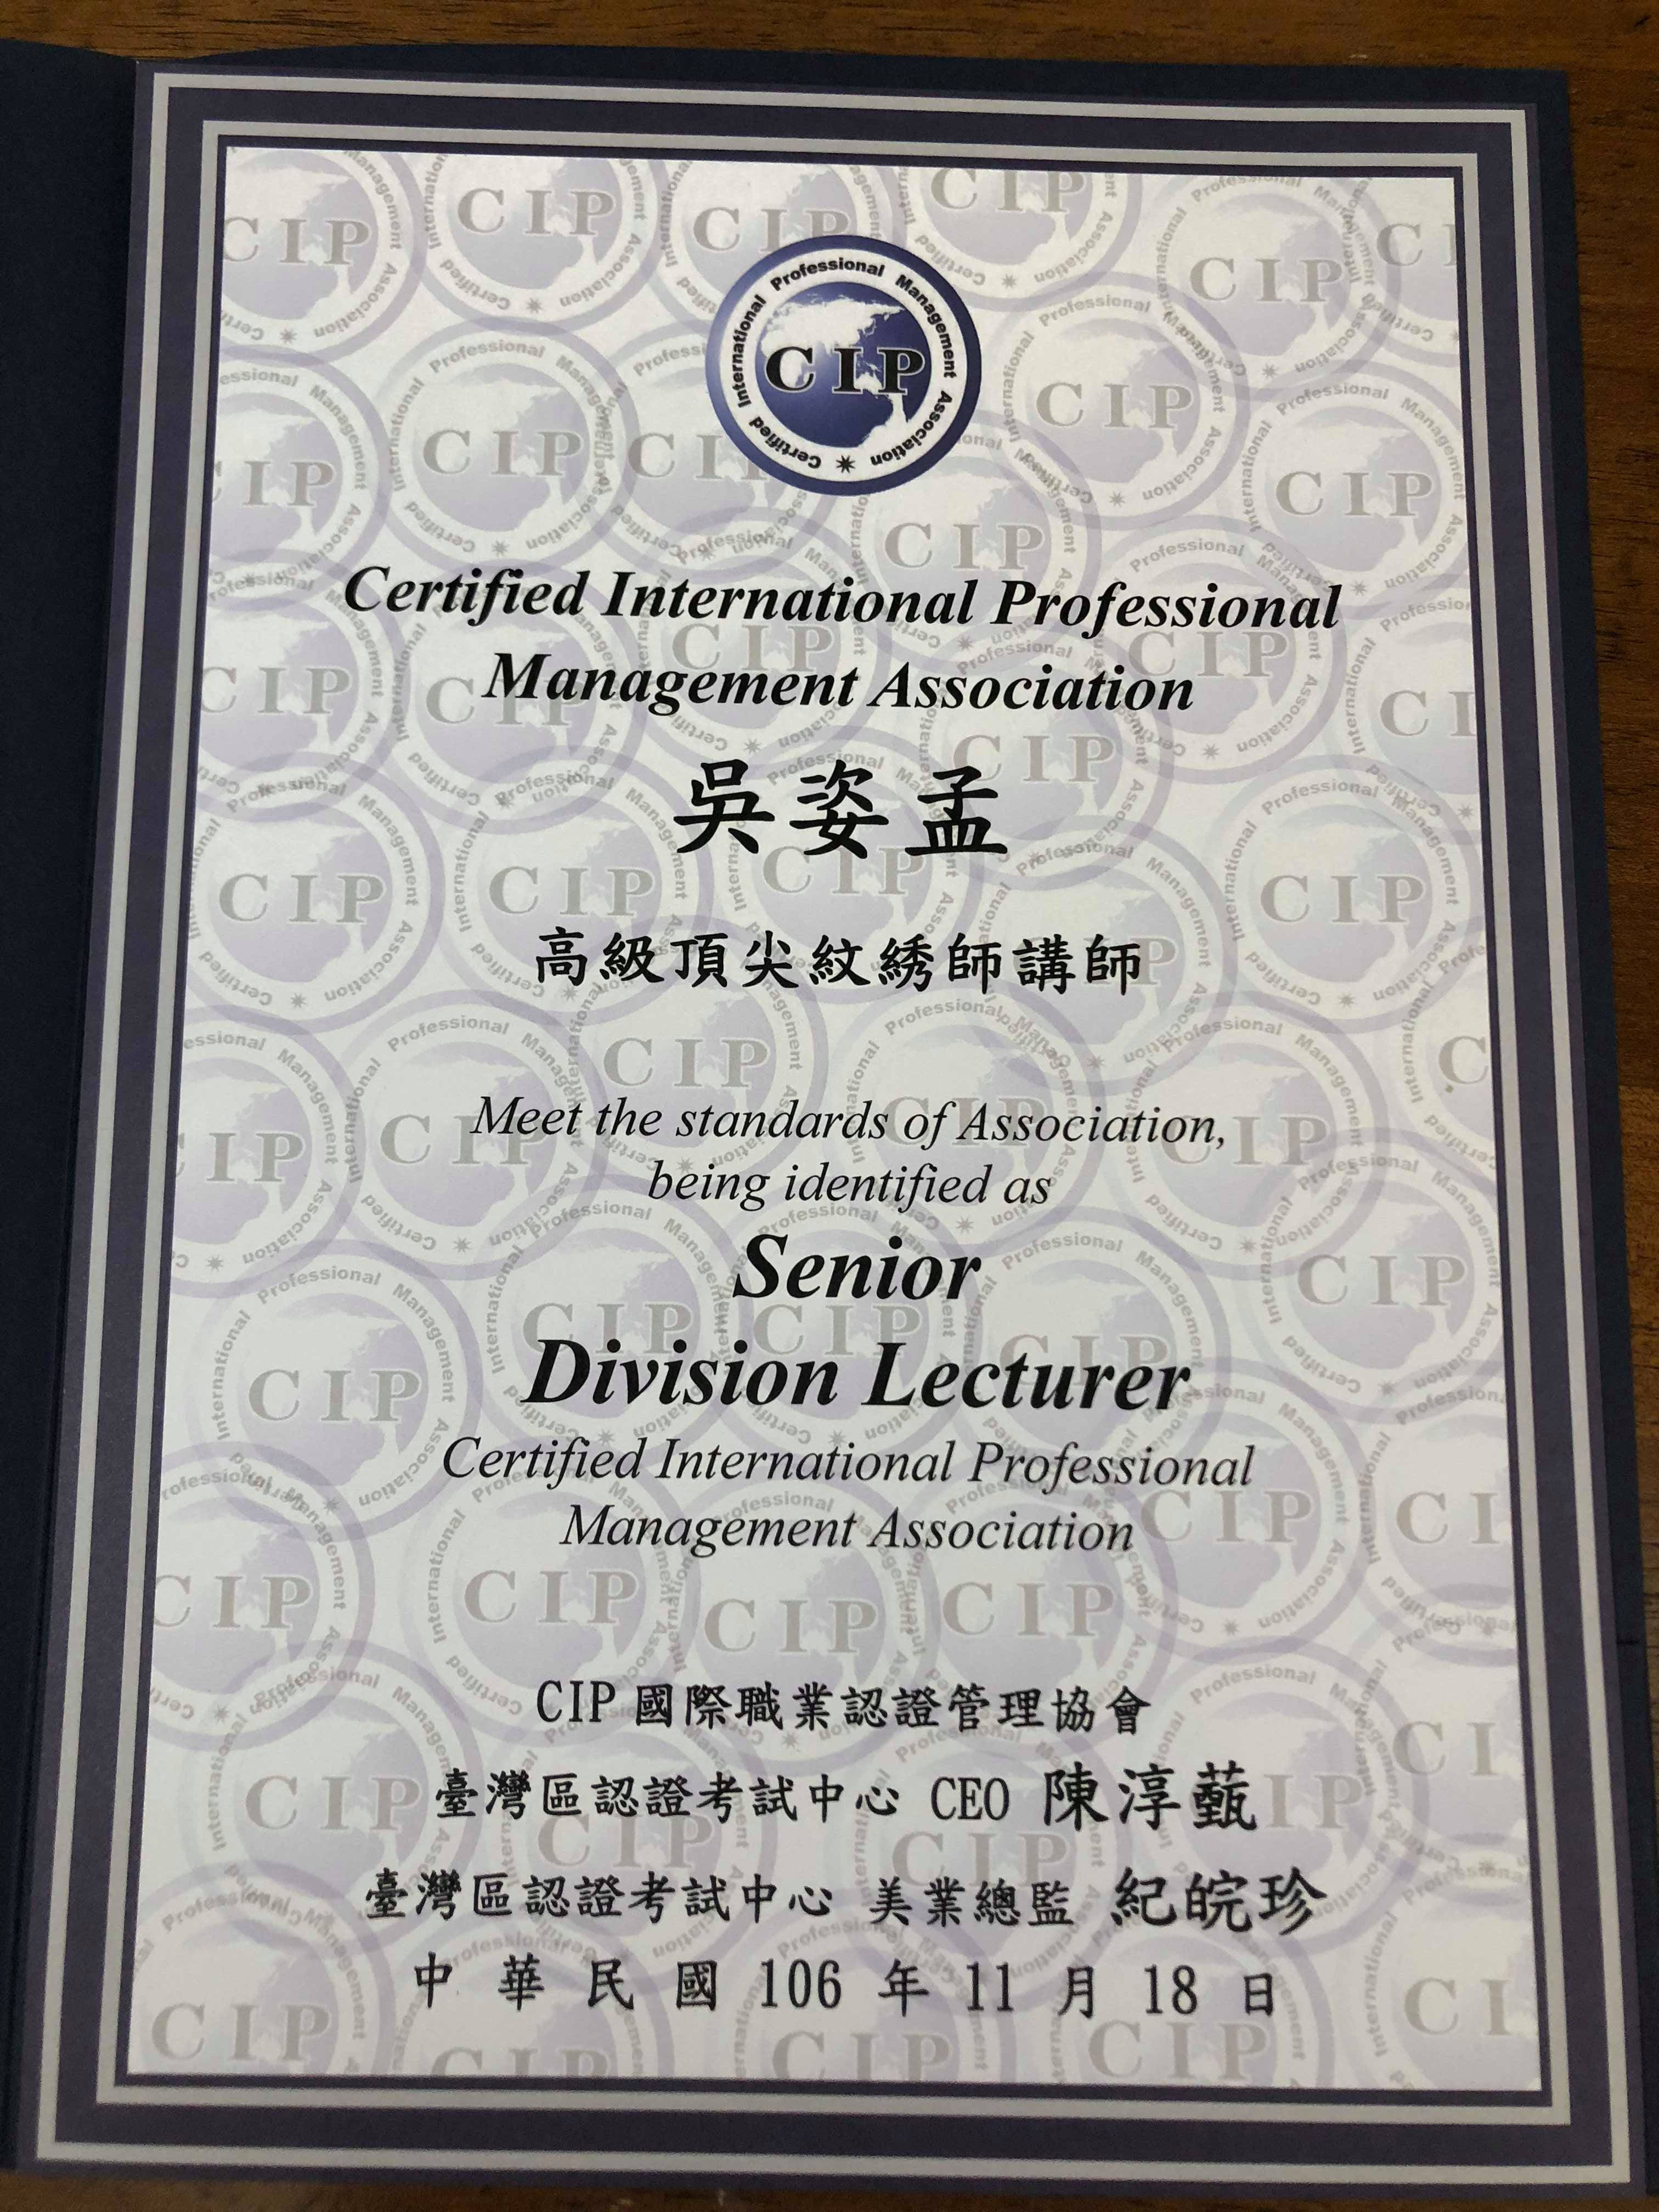 Certified International Professional Management Association
CIP
Certified International Professional
Management Association
吳姿孟
高級頂尖紋綉師講師
Meet the standards of Association,
being identified as
Senior
Division Lecturer
Certified International Professional
Management Association
CIP 國際職業認證管理協會
臺灣區認證考試中心 CEO 陳淳蓺
臺灣區認證考試中心 美業總監 紀皖珍
中 華 民 國 106 年 11 月 18 日